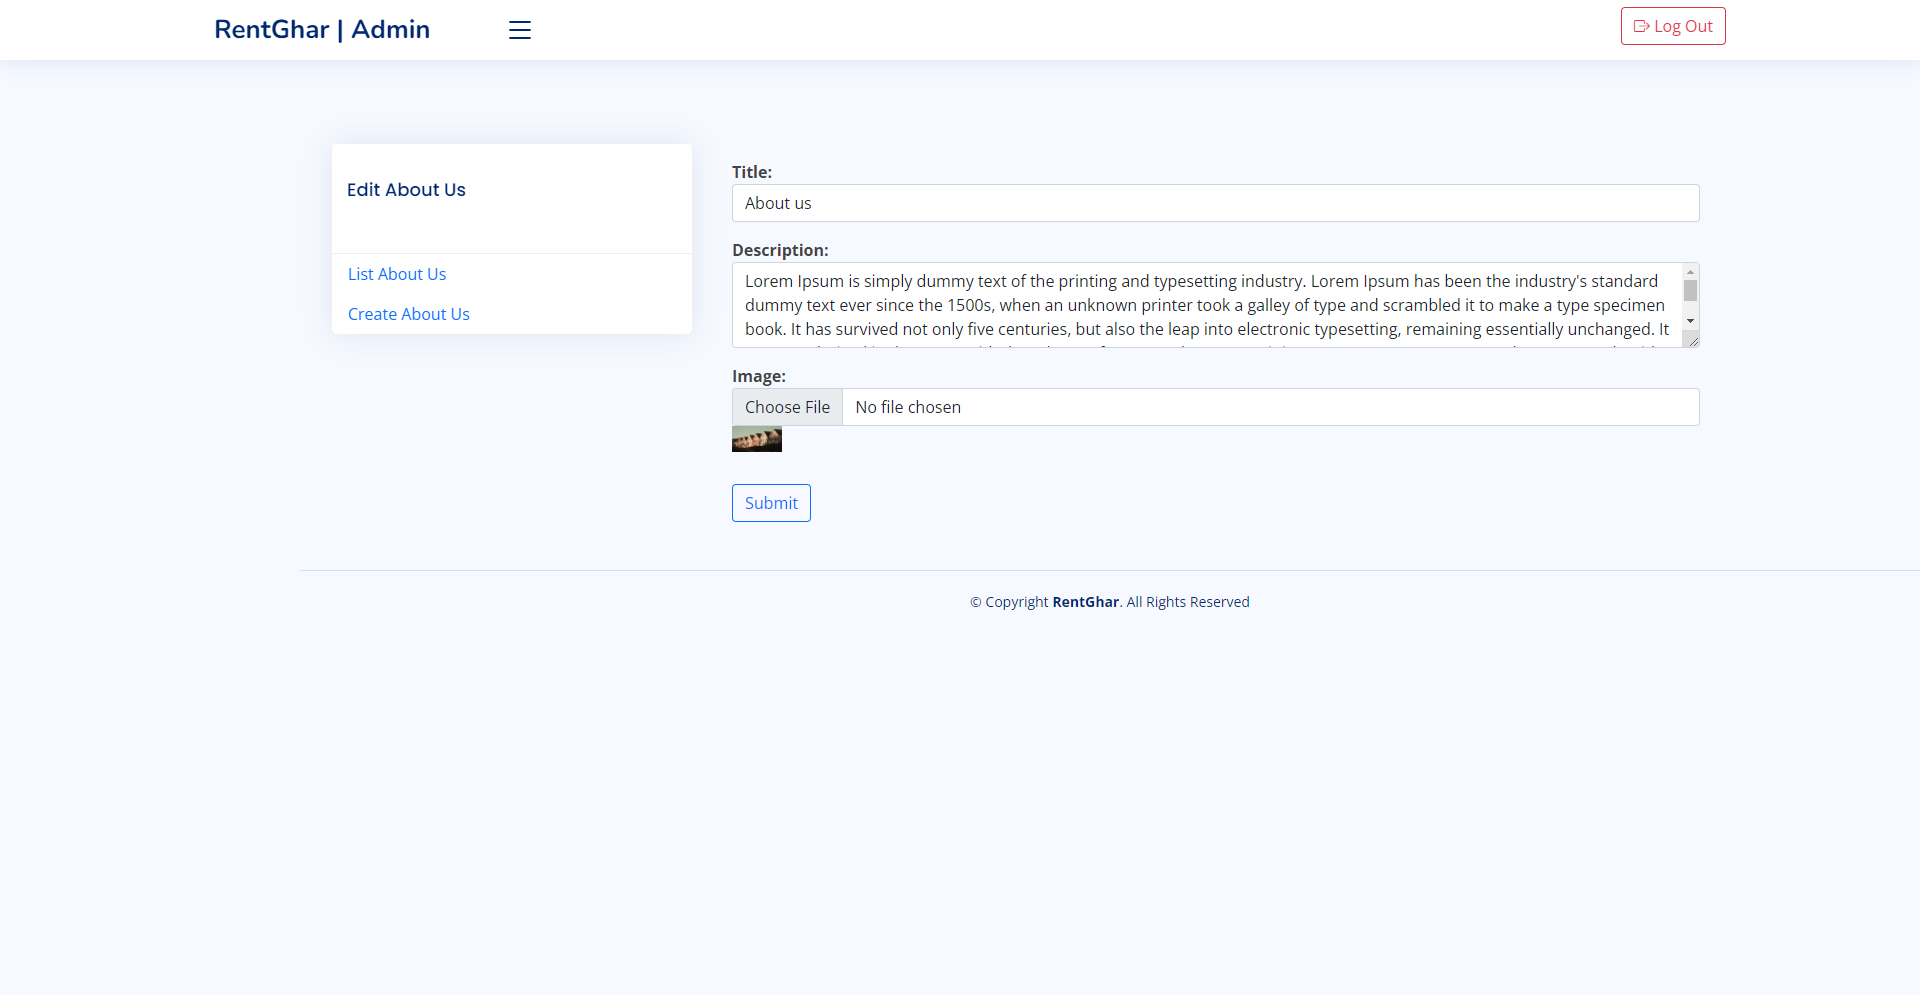 RentGhar | Admin
Log Out
Edit About Us
List About Us
Create About Us
Title:
About us
Description:
Lorem Ipsum is simply dummy text of the printing and typesetting industry. Lorem Ipsum has been the industry's standard
dummy text ever since the 1500s, when an unknown printer took a galley of type and scrambled it to make a type specimen
book. It has survived not only five centuries, but also the leap into electronic typesetting, remaining essentially unchanged. It
Image:
Choose File No file chosen
Submit
© Copyright RentGhar. All Rights Reserved